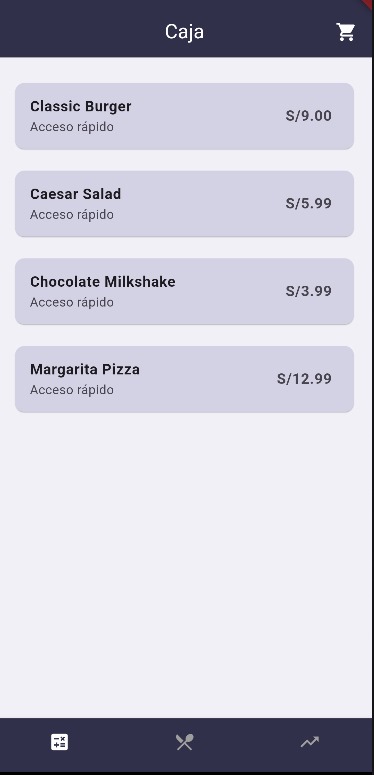 Caja
Classic Burger
Acceso rápido
S/9.00
Caesar Salad
Acceso rápido
S/5.99
Chocolate Milkshake
Acceso rápido
S/3.99
Margarita Pizza
Acceso rápido
S/12.99